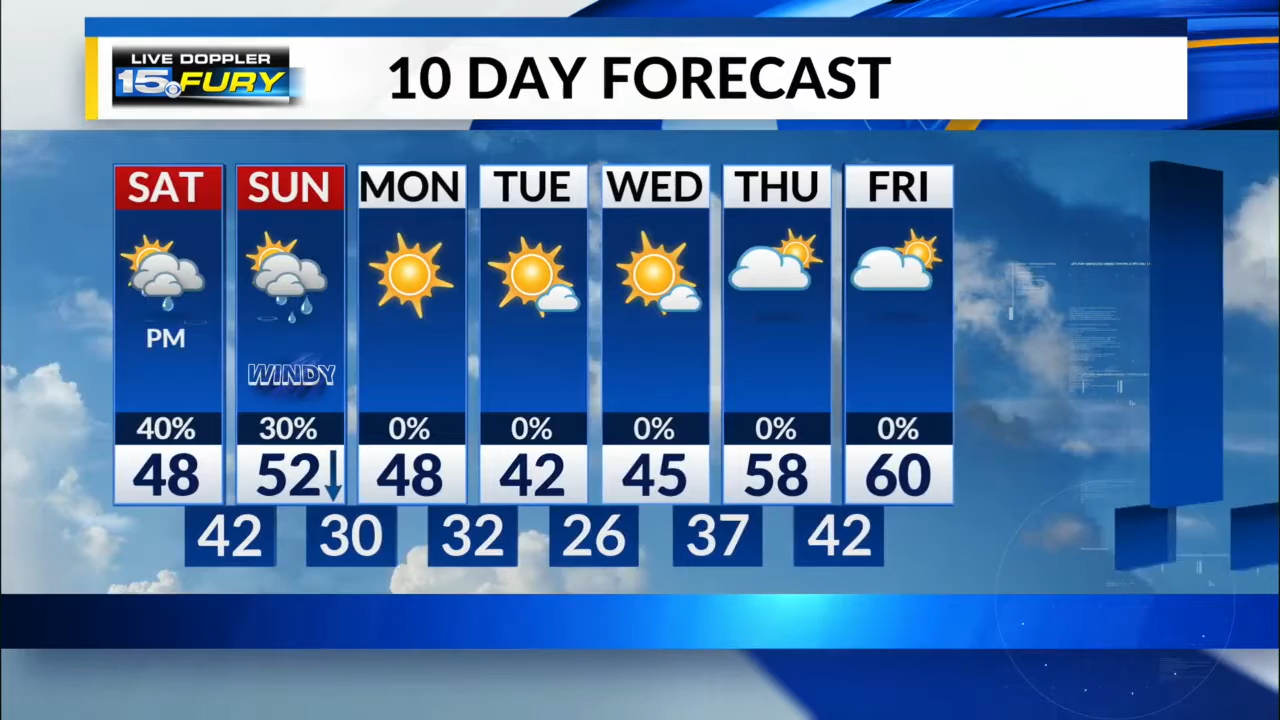 LIVE DOPPLER
15 FURY
10 DAY FORECAST
SAT SUN MON TUE WED THU FRI
PM
WINDY
40% 30% 0% 0% 0% 0% 0%
48 52 48 42 45 58 60
42 30 32 26 37 42